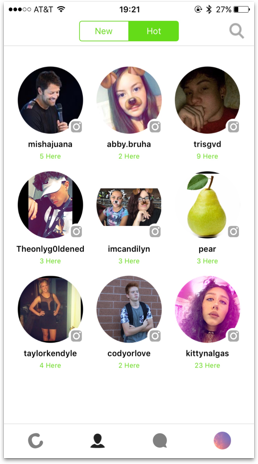 AT&T 19:21 27%
New Hot
mishajuana abby.bruha trisgvd
5 Here 2 Here 9 Here
Theonlyg0ldened imcandilyn pear
3 Here 3 Here 3 Here
taylorkendyle codyorlove kittynalgas
4 Here 2 Here 23 Here